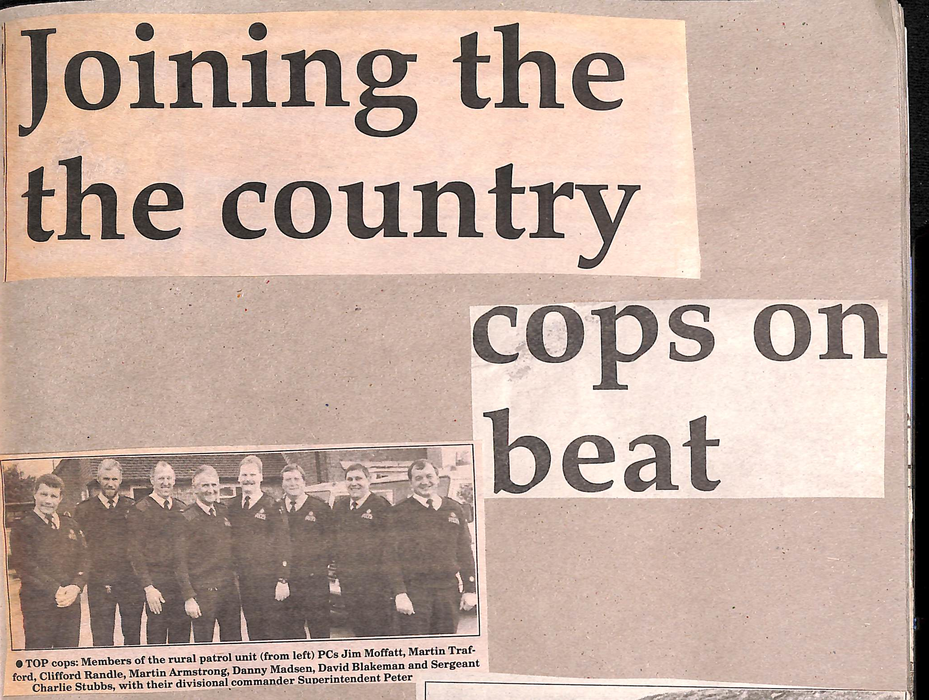 Joining the
the country
cops on
beat
● TOP cops: Members of the rural patrol unit (from left) PCs Jim Moffatt, Martin Traf-
ford, Clifford Randle, Martin Armstrong, Danny Madsen, David Blakeman and Sergeant
Charlie Stubbs, with their divisional commander Superintendent Peter